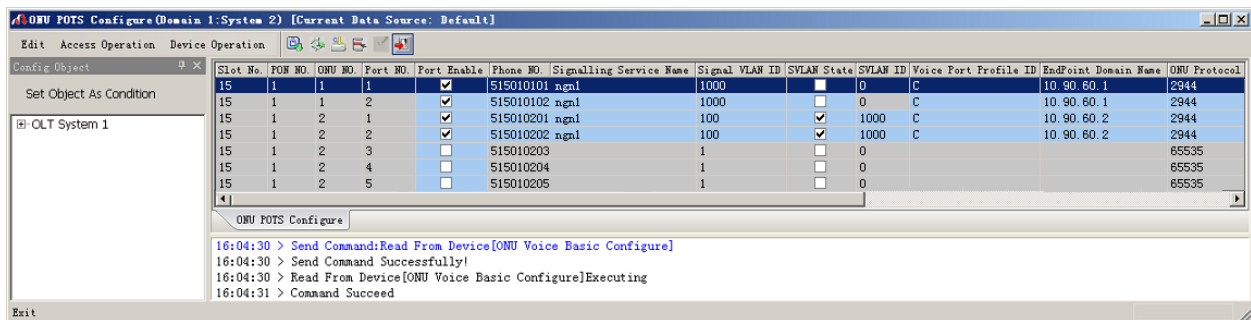 ONU POTS Configure(Domain 1:System 2) [Current Data Source: Default]
Edit Access Operation Device Operation
Config Object
Set Object As Condition
OLT System 1
Slot No. PON NO. ONU NO. Port NO. Port Enable Phone NO. Signalling Service Name Signal VLAN ID SVLAN State SVLAN ID Voice Port Profile ID EndPoint Domain Name ONU Protocol
15 1 1 1 515010101 ngn1 1000 0 C 10.90.60.1 2944
15 1 1 2 515010102 ngn1 1000 0 C 10.90.60.1 2944
15 1 2 1 515010201 ngn1 100 1000 C 10.90.60.2 2944
15 1 2 2 515010202 ngn1 100 1000 C 10.90.60.2 2944
15 1 2 3 515010203 1 0 65535
15 1 2 4 515010204 1 0 65535
15 1 2 5 515010205 1 0 65535
ONU POTS Configure
16:04:30 > Send Command:Read From Device[ONU Voice Basic Configure]
16:04:30 > Send Command Successfully!
16:04:30 > Read From Device[ONU Voice Basic Configure]Executing
16:04:31 > Command Succeed
Exit